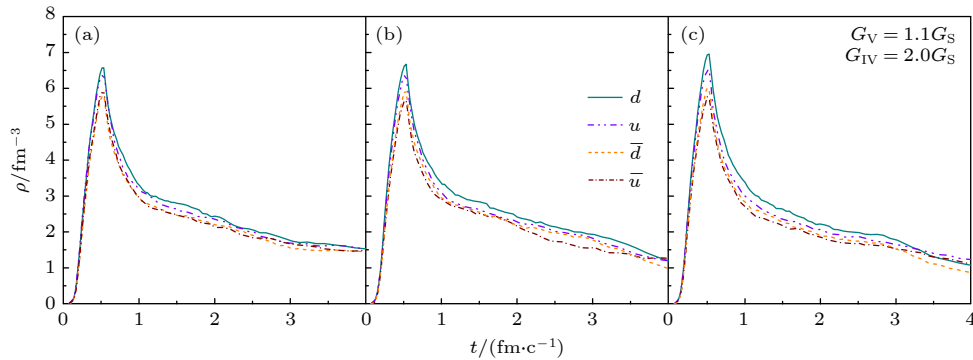 (a)
(b)
(c)
G_V = 1.1G_S
G_IV = 2.0G_S
d
u
d̅
u̅
ρ/fm⁻³
8
7
6
5
4
3
2
1
0
0 1 2 3 0 1 2 3 0 1 2 3 4
t/(fm·c⁻¹)